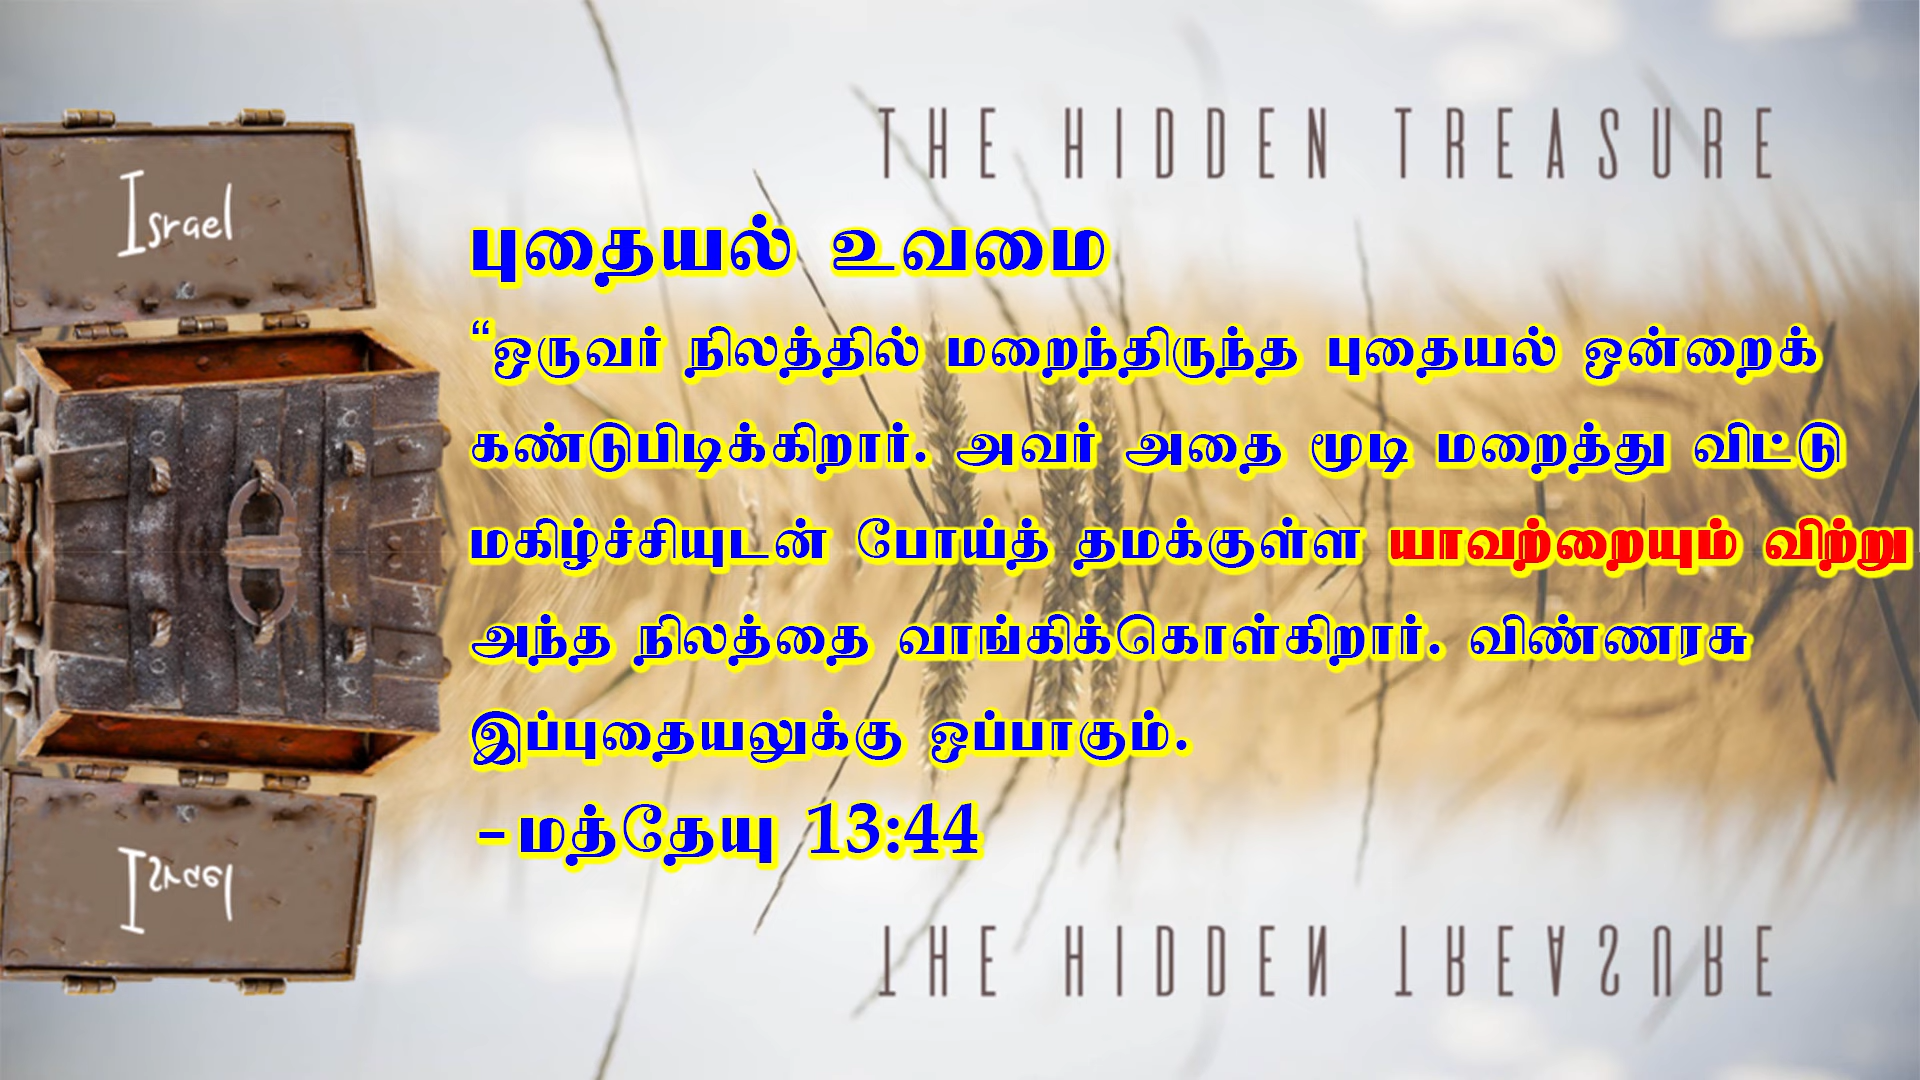 THE HIDDEN TREASURE
Israel
புதையல் உவமை
“ஒருவர் நிலத்தில் மறைந்திருந்த புதையல் ஒன்றைக்
கண்டுபிடிக்கிறார். அவர் அதை மூடி மறைத்து விட்டு
மகிழ்ச்சியுடன் போய்த் தமக்குள்ள யாவற்றையும் விற்று
அந்த நிலத்தை வாங்கிக்கொள்கிறார். விண்ணரசு
இப்புதையலுக்கு ஒப்பாகும்.
-மத்தேயு 13:44
Israel
THE HIDDEN TREASURE